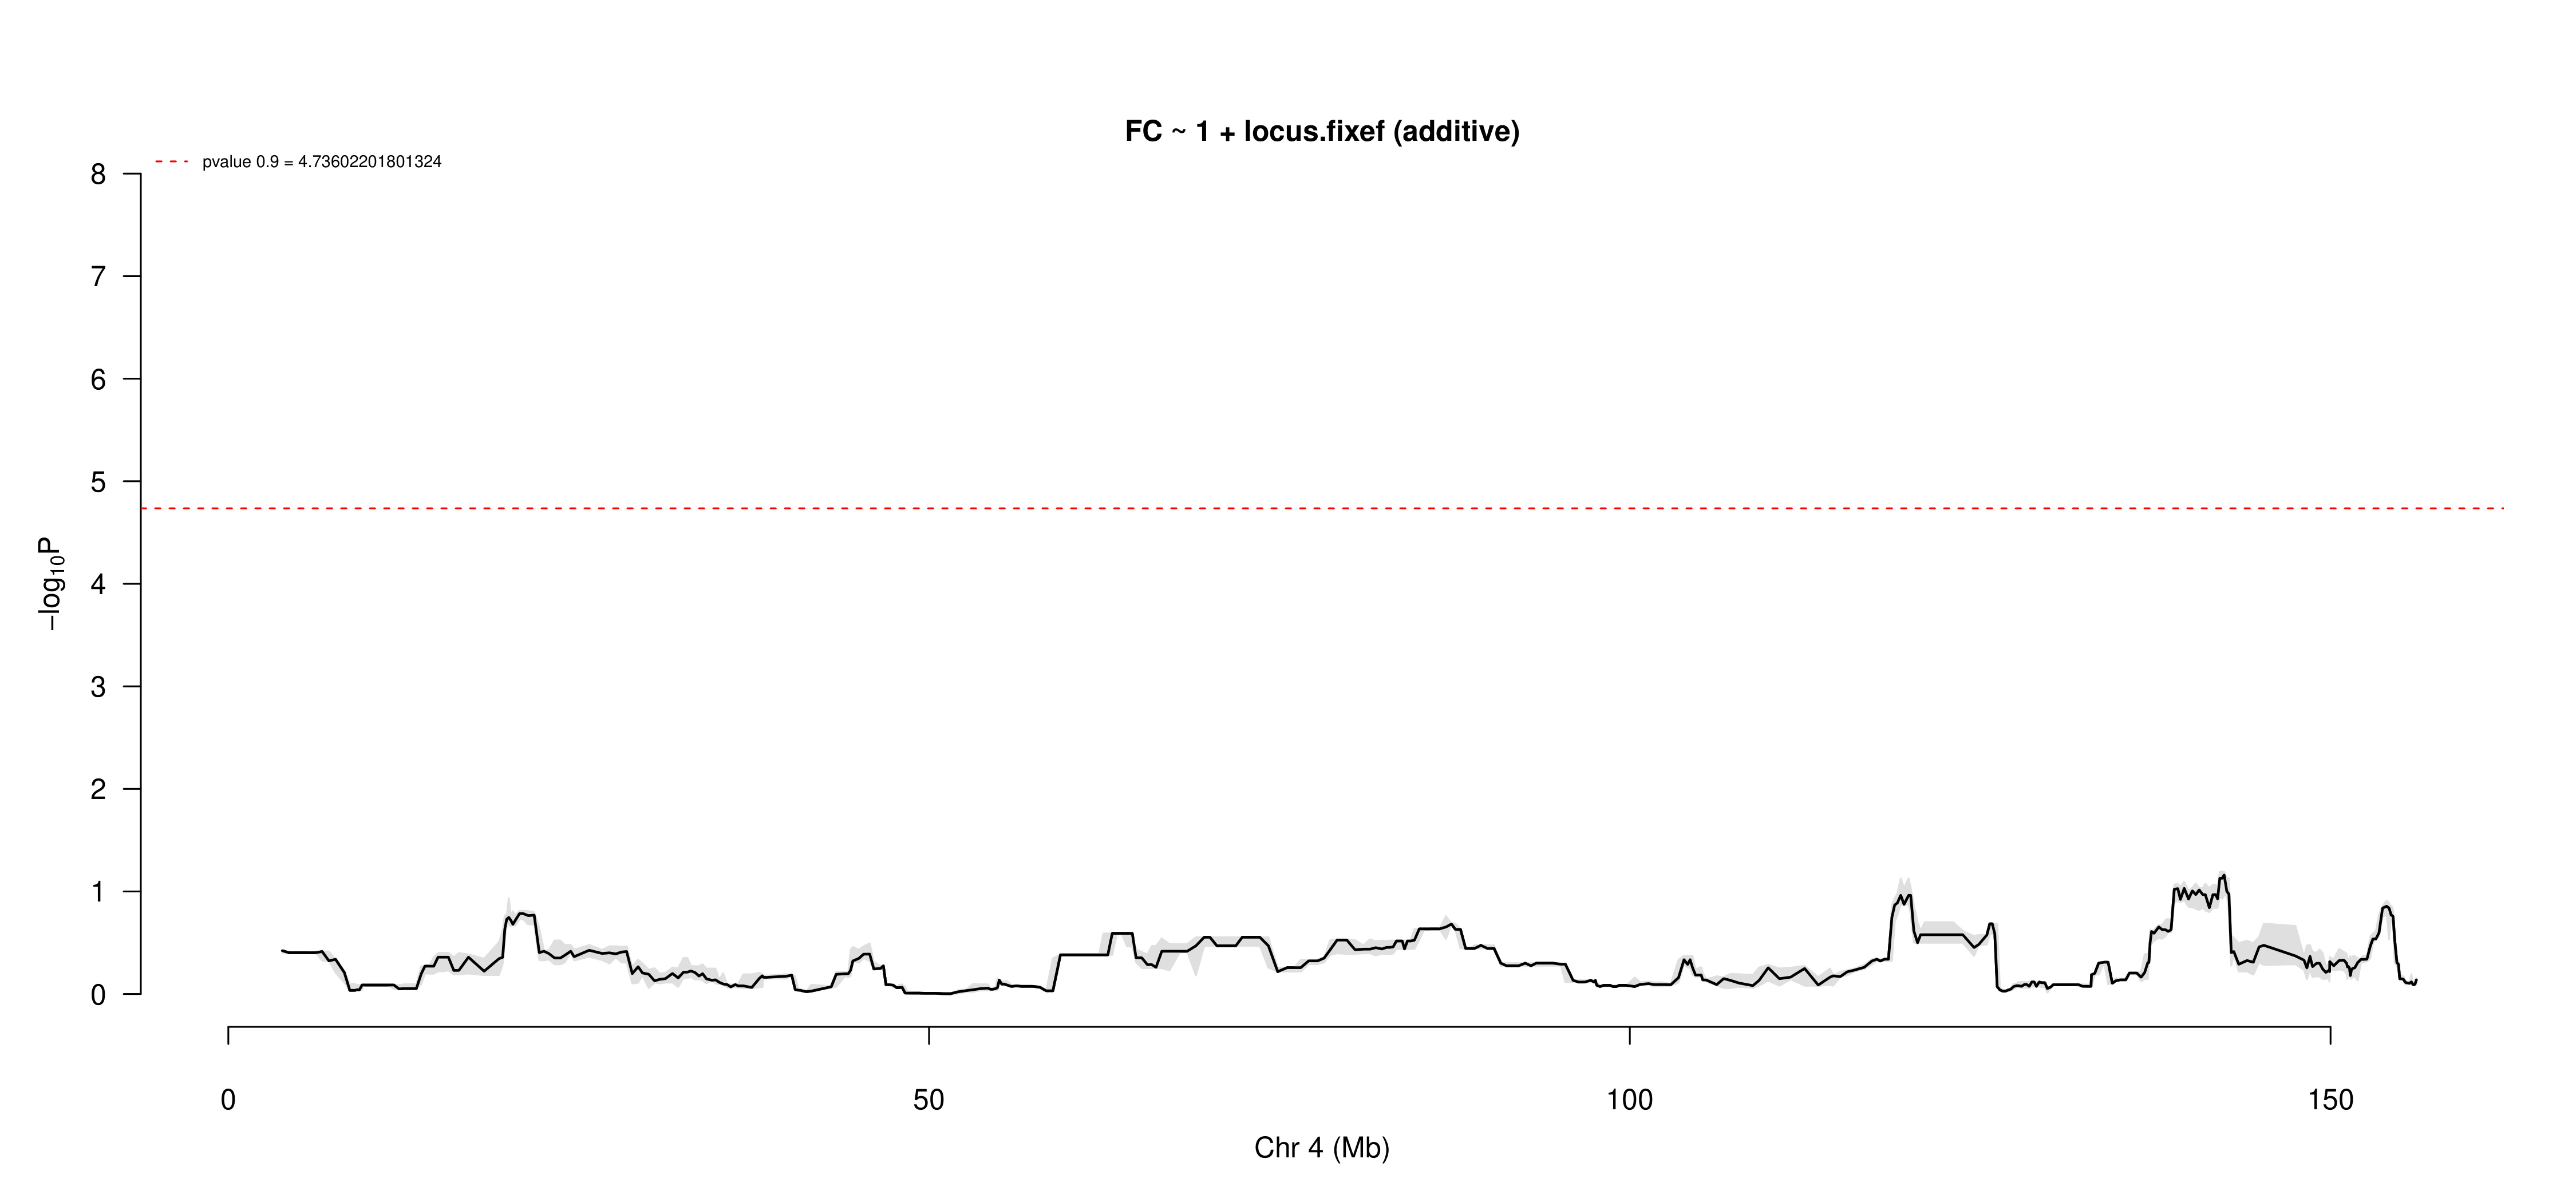 FC ~ 1 + locus.fixef (additive)
pvalue 0.9 = 4.73602201801324
8
7
6
5
4
3
2
1
0
−log10P
0 50 100 150
Chr 4 (Mb)